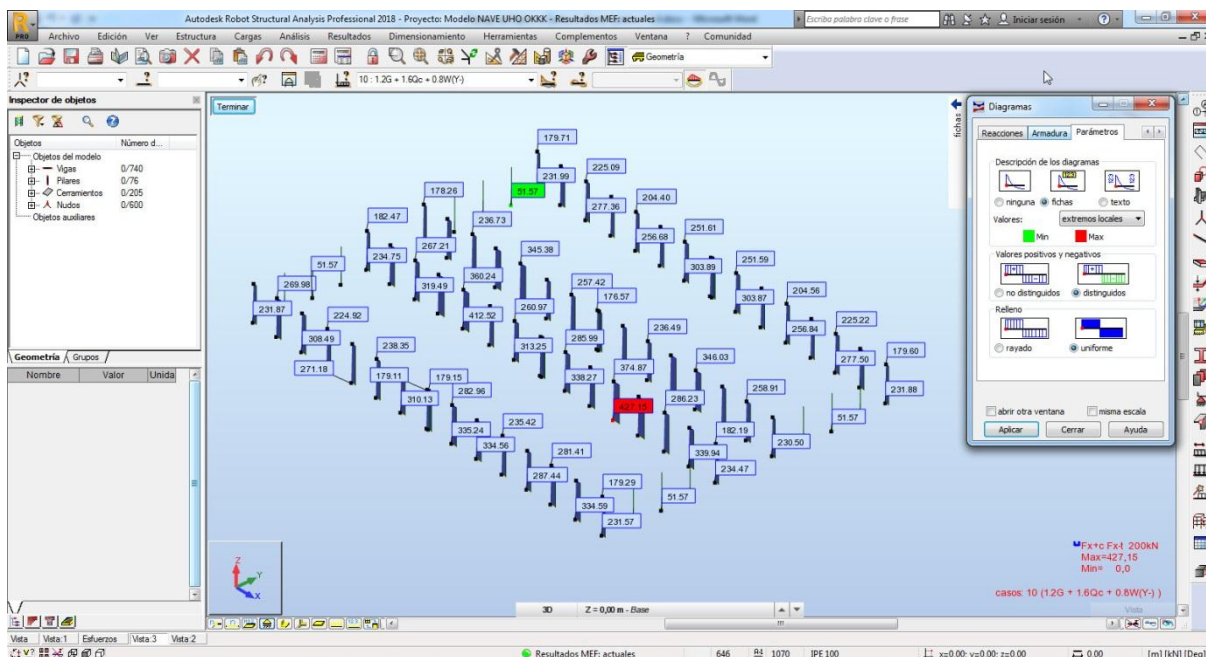 Autodesk Robot Structural Analysis Professional 2018 - Proyecto: Modelo NAVE UHO OKKK - Resultados MEF: actuales
Escriba palabra clave o frase
Iniciar sesión
PRO
Archivo Edición Ver Estructura Cargas Análisis Resultados Dimensionamiento Herramientas Complementos Ventana ? Comunidad
Geometría
10 : 1.2G + 1.6Qc + 0.8W(Y-)
Inspector de objetos
Objetos Número d...
Objetos del modelo
Vigas 0/740
Pilares 0/76
Cerramientos 0/205
Nudos 0/600
Objetos auxiliares
Geometría Grupos
Nombre Valor Unida
Terminar
fichas
179.71
231.99
225.09
51.57
178.26
277.36
204.40
182.47
236.73
256.68
251.61
267.21
345.38
234.75
303.89
251.59
51.57
319.49
360.24
257.42
269.98
176.57
303.87
204.56
231.87
224.92
412.52
260.97
236.49
256.84
225.22
308.49
238.35
313.25
285.99
346.03
277.50
179.60
271.18
179.11
179.15
338.27
374.87
258.91
231.88
310.13
282.96
427.15
286.23
51.57
335.24
235.42
182.19
230.50
334.56
281.41
339.94
234.47
287.44
179.29
51.57
334.59
231.57
Diagramas
Reacciones Armadura Parámetros
Descripción de los diagramas
ninguna fichas texto
Valores: extremos locales
Min Max
Valores positivos y negativos
no distinguidos distinguidos
Relleno
rayado uniforme
abrir otra ventana misma escala
Aplicar Cerrar Ayuda
Fx+c Fx-t 200kN
Max=427,15
Min= 0,0
casos: 10 (1.2G + 1.6Qc + 0.8W(Y-) )
Z
Y
X
3D Z = 0,00 m - Base
Vista
Vista Vista:1 Esfuerzos Vista:3 Vista:2
Resultados MEF: actuales 646 1070 IPE 100 x=0.00; y=0.00; z=0.00 0.00 [m] [kN] [Deg]